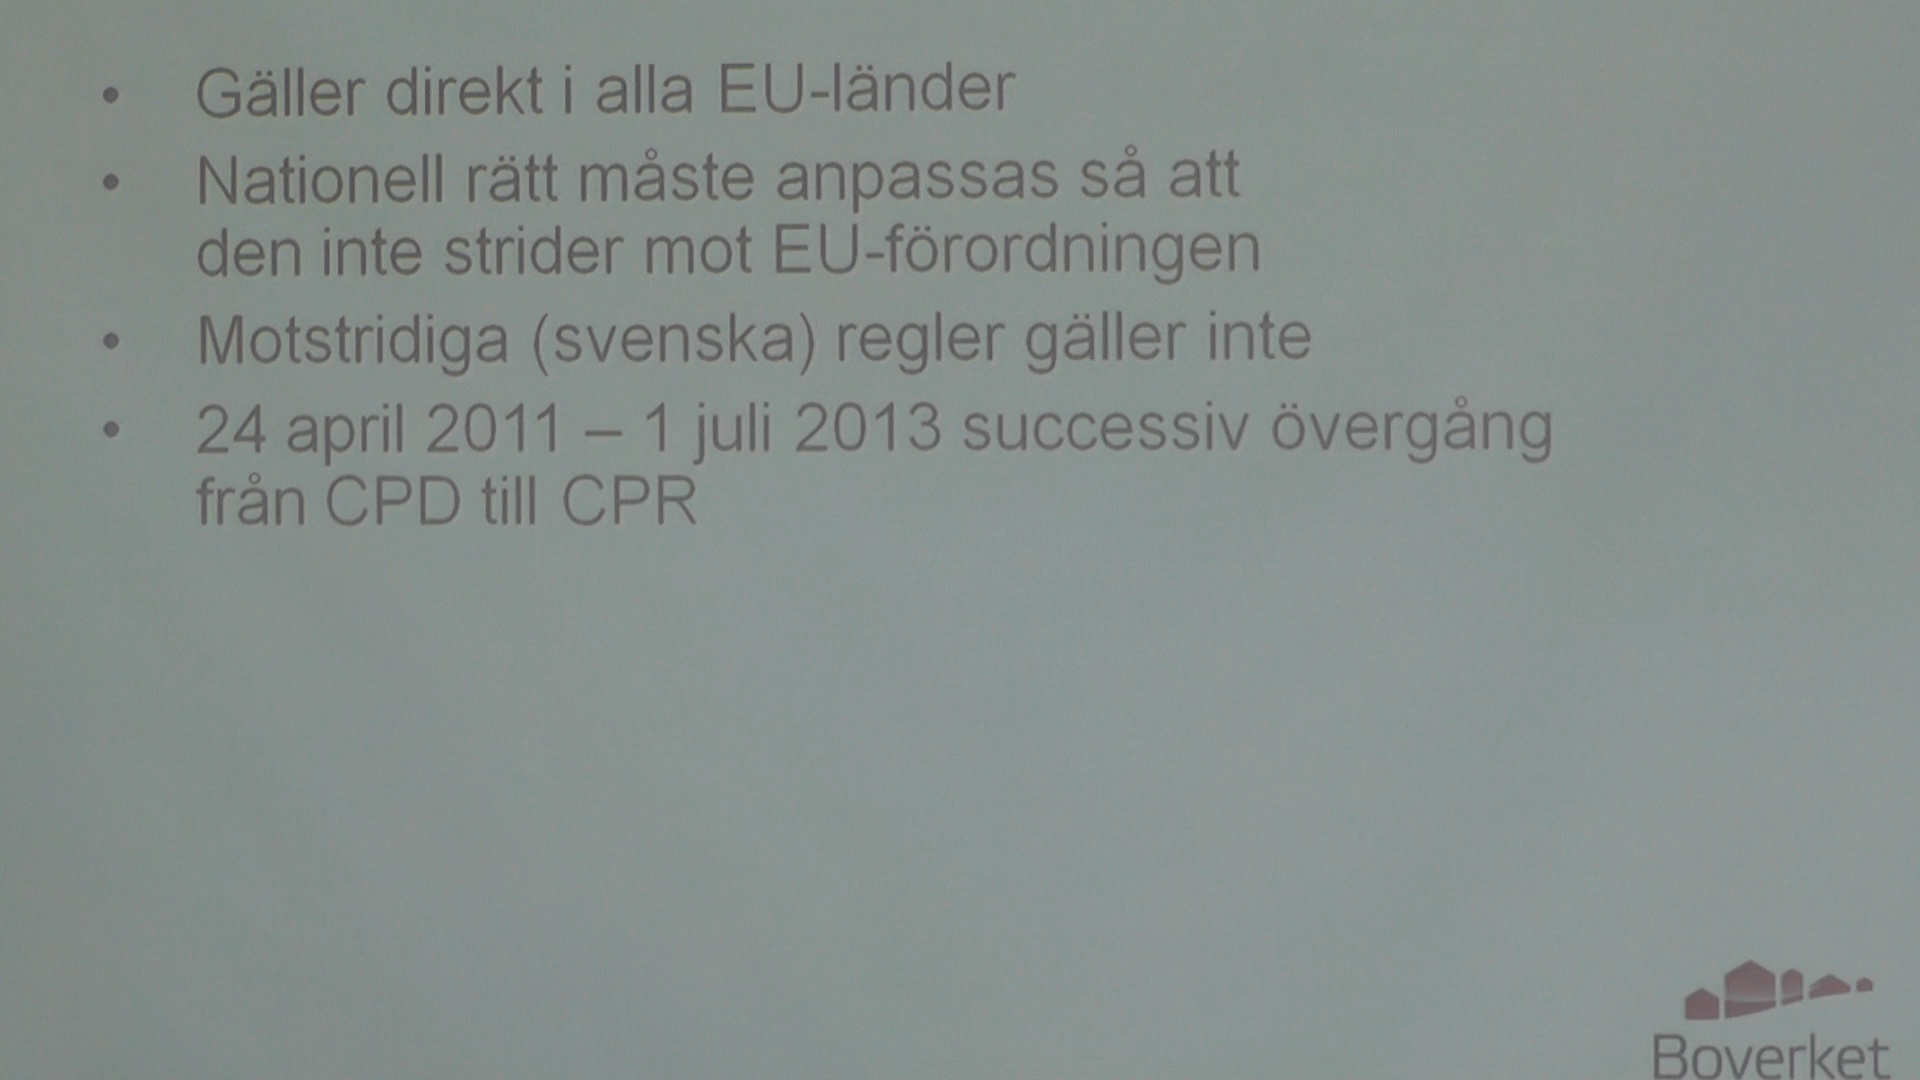 • Gäller direkt i alla EU-länder
• Nationell rätt måste anpassas så att
den inte strider mot EU-förordningen
• Motstridiga (svenska) regler gäller inte
• 24 april 2011 – 1 juli 2013 successiv övergång
från CPD till CPR
Boverket